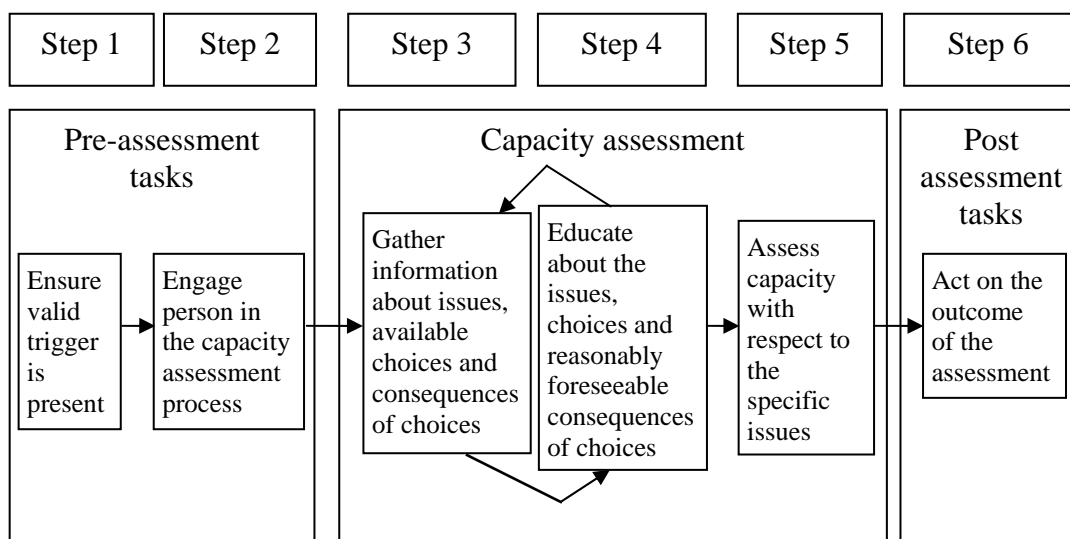 Step 1
Step 2
Step 3
Step 4
Step 5
Step 6
Pre-assessment
tasks
Ensure
valid
trigger
is
present
Engage
person in
the capacity
assessment
process
Capacity assessment
Gather
information
about issues,
available
choices and
consequences
of choices
Educate
about the
issues,
choices and
reasonably
foreseeable
consequences
of choices
Assess
capacity
with
respect to
the
specific
issues
Post
assessment
tasks
Act on the
outcome
of the
assessment